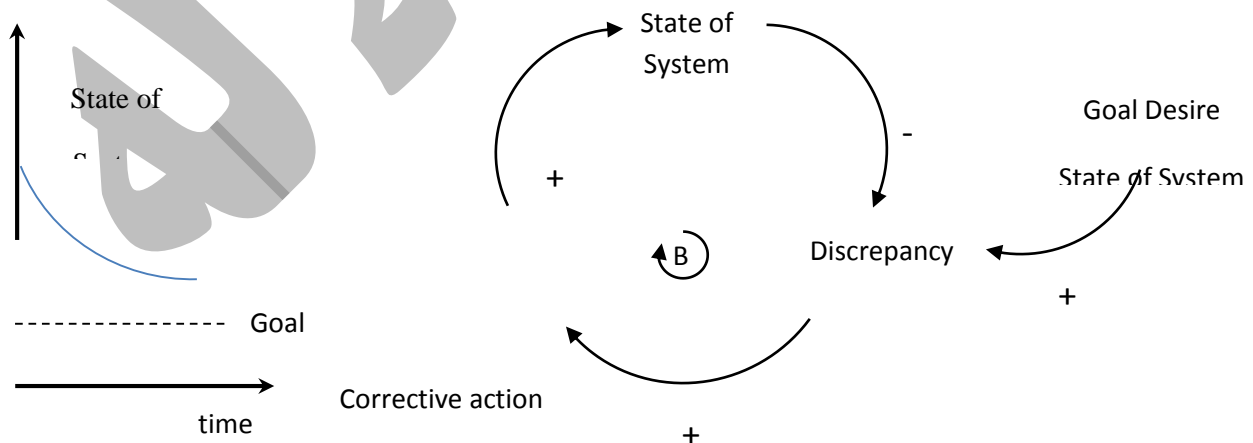 State of
System
State of
Goal Desire
State of System
+
-
B
Discrepancy
+
Goal
Corrective action
time
+